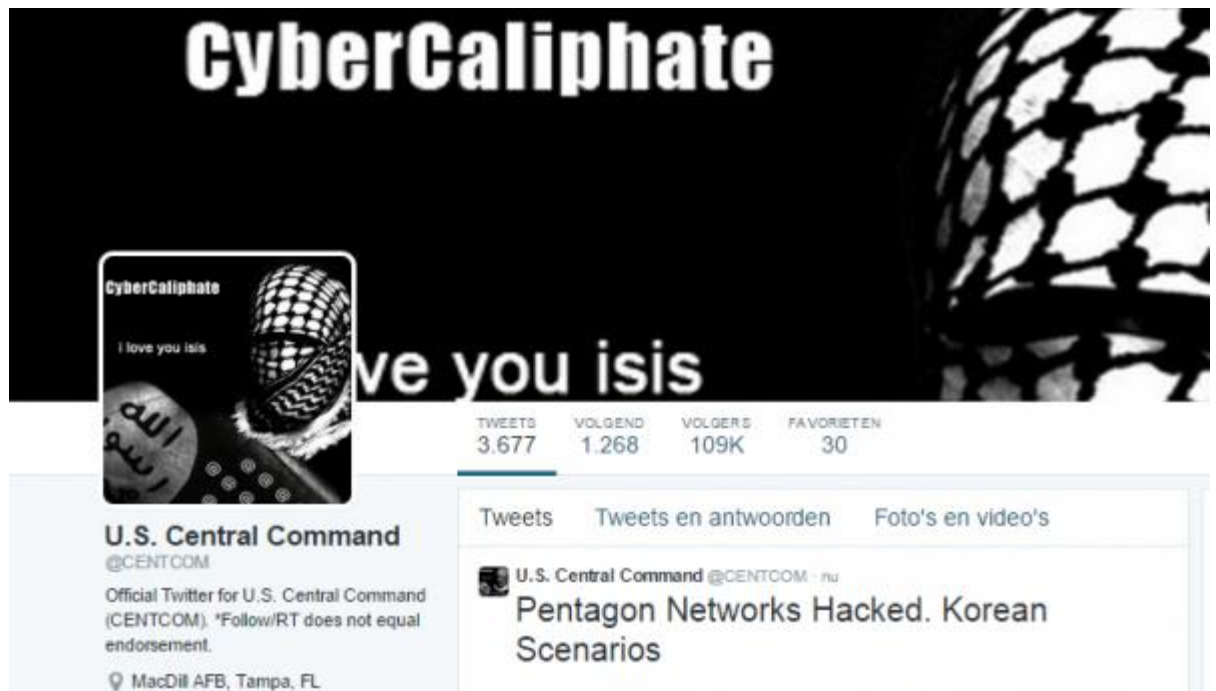 CyberCaliphate
ve you isis
CyberCaliphate
i love you isis
الله
رسول
TWEETS VOLGEND VOLGERS FAVORIETEN
3.677 1.268 109K 30
U.S. Central Command
@CENTCOM
Official Twitter for U.S. Central Command
(CENTCOM). *Follow/RT does not equal
endorsement.
MacDill AFB, Tampa, FL
Tweets Tweets en antwoorden Foto's en video's
U.S. Central Command @CENTCOM · nu
Pentagon Networks Hacked. Korean
Scenarios